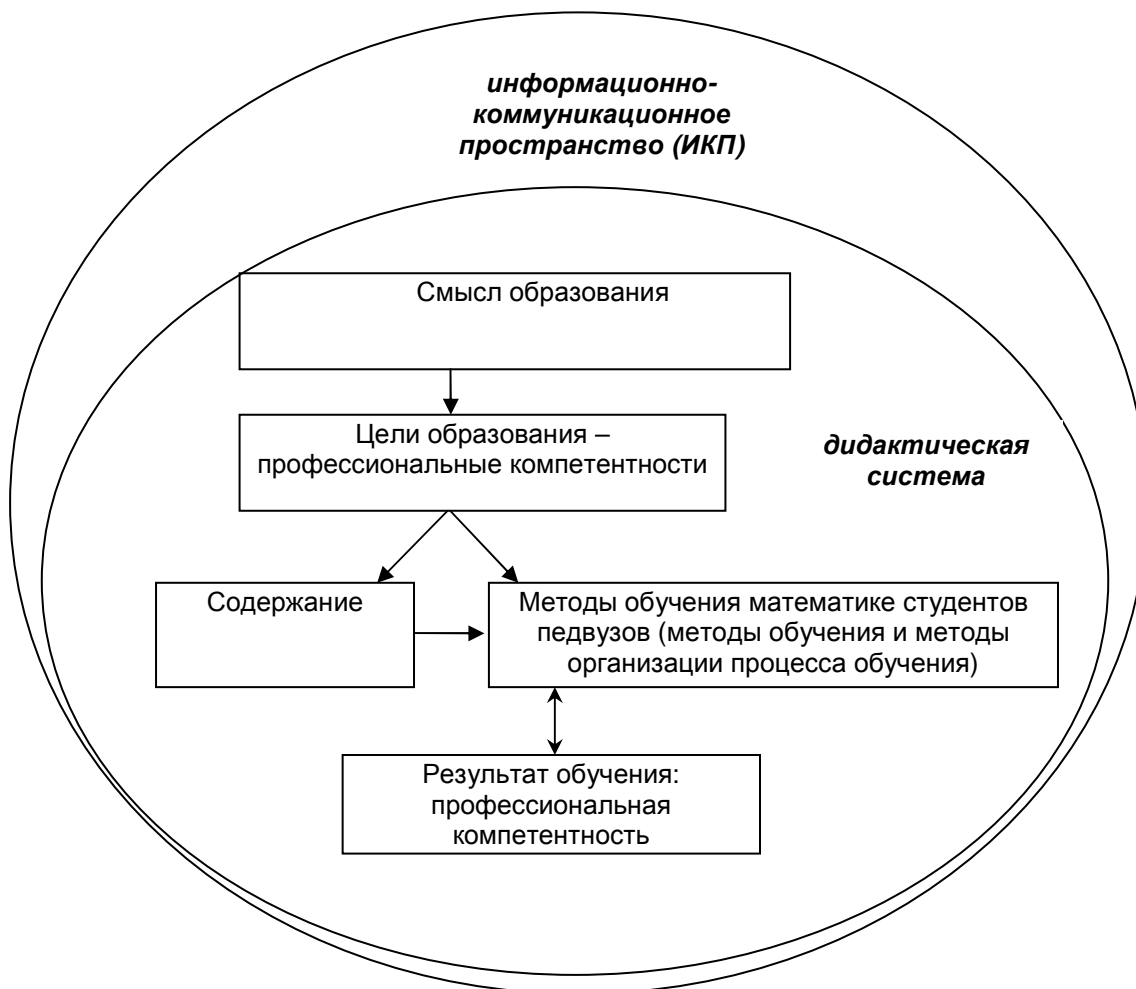 информационно-
коммуникационное
пространство (ИКП)
Смысл образования
Цели образования –
профессиональные компетентности
дидактическая
система
Содержание
Методы обучения математике студентов
педвузов (методы обучения и методы
организации процесса обучения)
Результат обучения:
профессиональная
компетентность